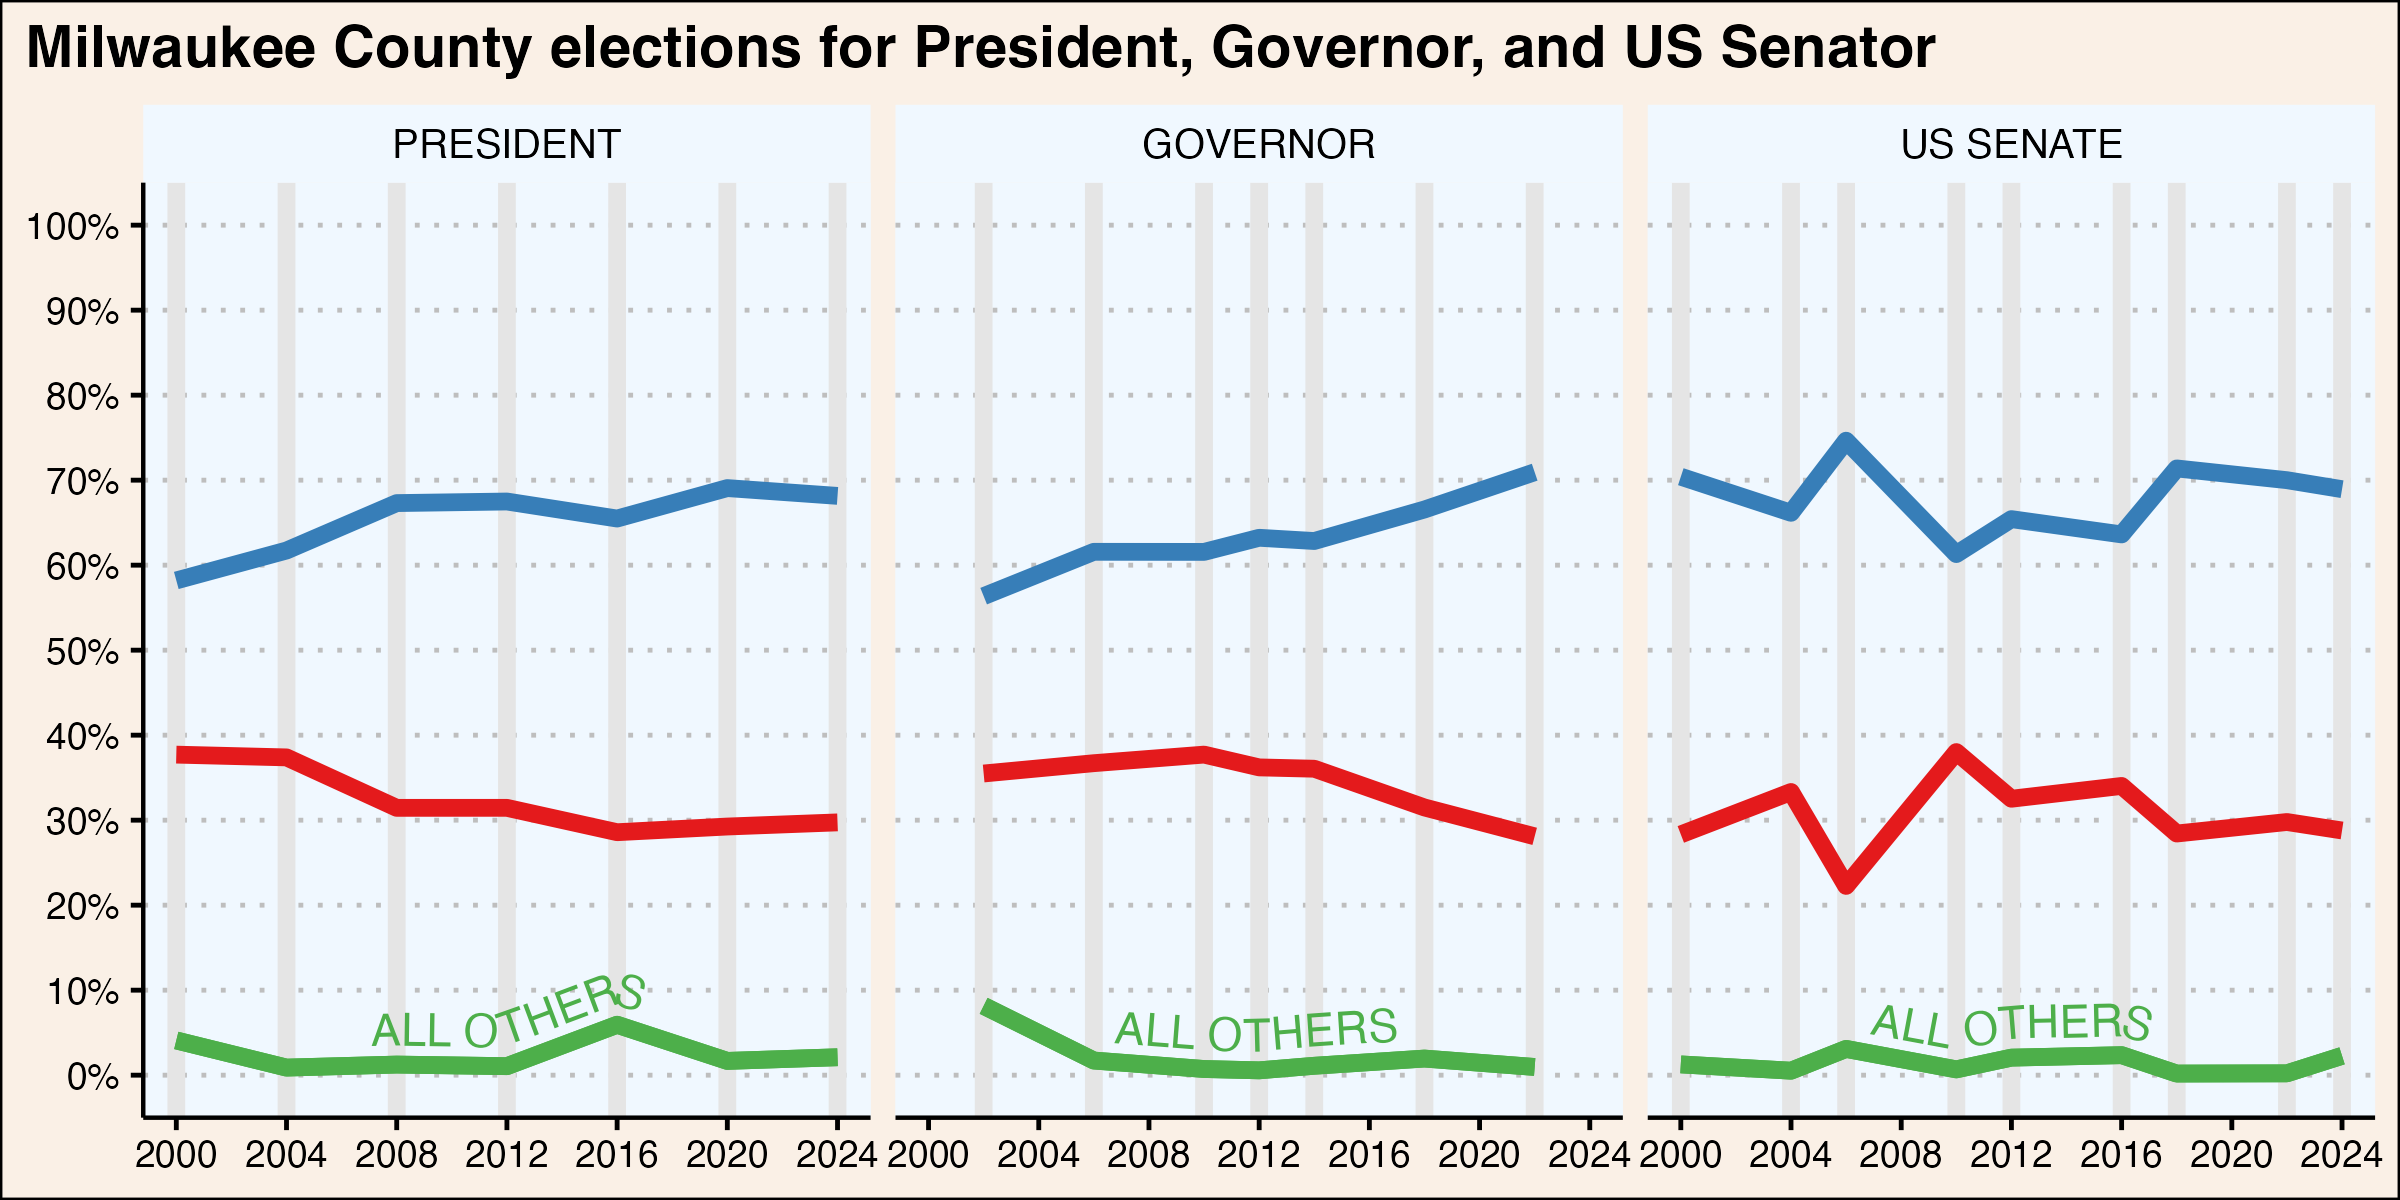 Milwaukee County elections for President, Governor, and US Senator
PRESIDENT
GOVERNOR
US SENATE
100%
90%
80%
70%
60%
50%
40%
30%
20%
10%
0%
ALL OTHERS
ALL OTHERS
ALL OTHERS
2000 2004 2008 2012 2016 2020 2024
2000 2004 2008 2012 2016 2020 2024
2000 2004 2008 2012 2016 2020 2024